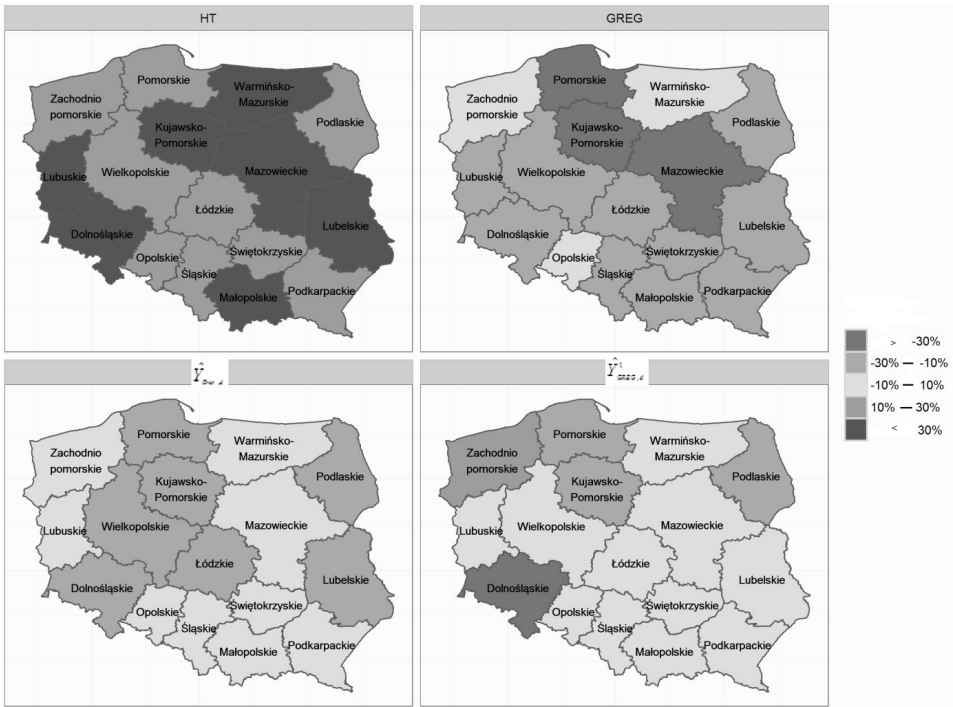 HT
Zachodnio
pomorskie
Pomorskie
Warmińsko-
Mazurskie
Podlaskie
Kujawsko-
Pomorskie
Lubuskie
Wielkopolskie
Mazowieckie
Łódzkie
Dolnośląskie
Lubelskie
Opolskie
Śląskie
Świętokrzyskie
Małopolskie
Podkarpackie
GREG
Zachodnio
pomorskie
Pomorskie
Warmińsko-
Mazurskie
Podlaskie
Kujawsko-
Pomorskie
Lubuskie
Wielkopolskie
Mazowieckie
Łódzkie
Dolnośląskie
Lubelskie
Opolskie
Śląskie
Świętokrzyskie
Małopolskie
Podkarpackie
> -30%
-30% — -10%
-10% — 10%
10% — 30%
< 30%
Zachodnio
pomorskie
Pomorskie
Warmińsko-
Mazurskie
Podlaskie
Kujawsko-
Pomorskie
Lubuskie
Wielkopolskie
Mazowieckie
Łódzkie
Dolnośląskie
Lubelskie
Opolskie
Śląskie
Świętokrzyskie
Małopolskie
Podkarpackie
Zachodnio
pomorskie
Pomorskie
Warmińsko-
Mazurskie
Podlaskie
Kujawsko-
Pomorskie
Lubuskie
Wielkopolskie
Mazowieckie
Łódzkie
Dolnośląskie
Lubelskie
Opolskie
Śląskie
Świętokrzyskie
Małopolskie
Podkarpackie